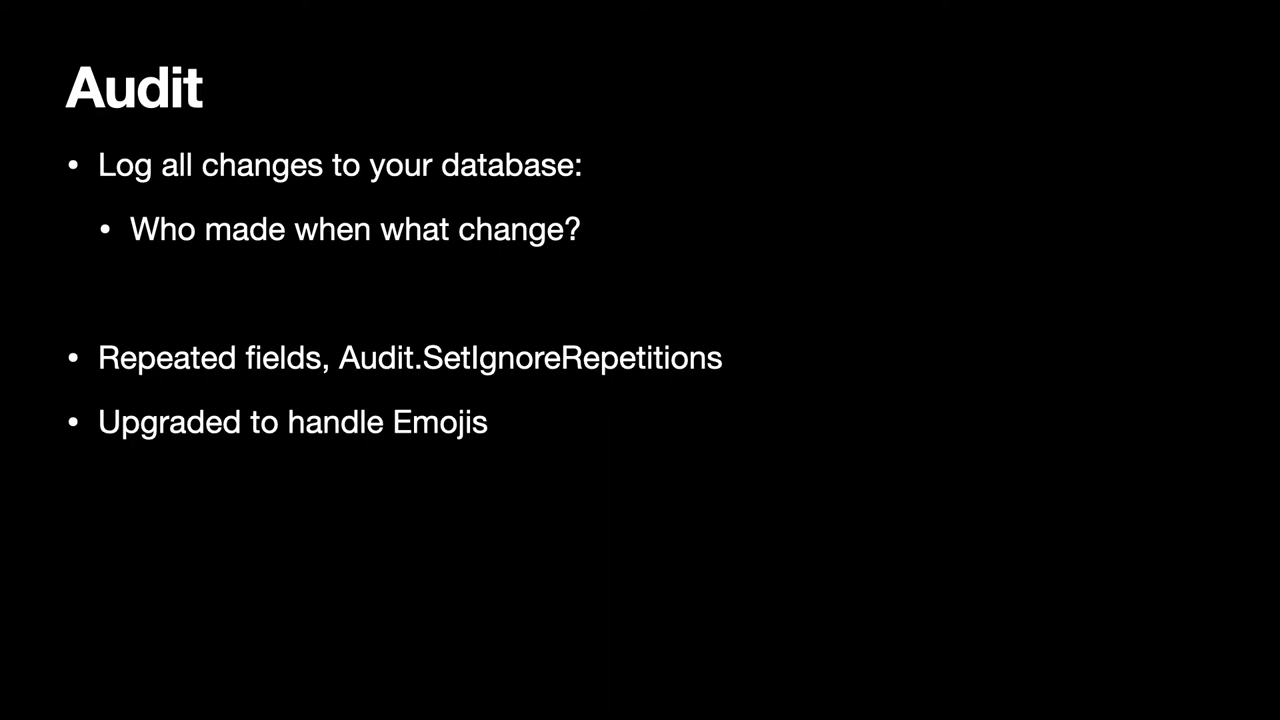 Audit
• Log all changes to your database:
• Who made when what change?
• Repeated fields, Audit.SetIgnoreRepetitions
• Upgraded to handle Emojis